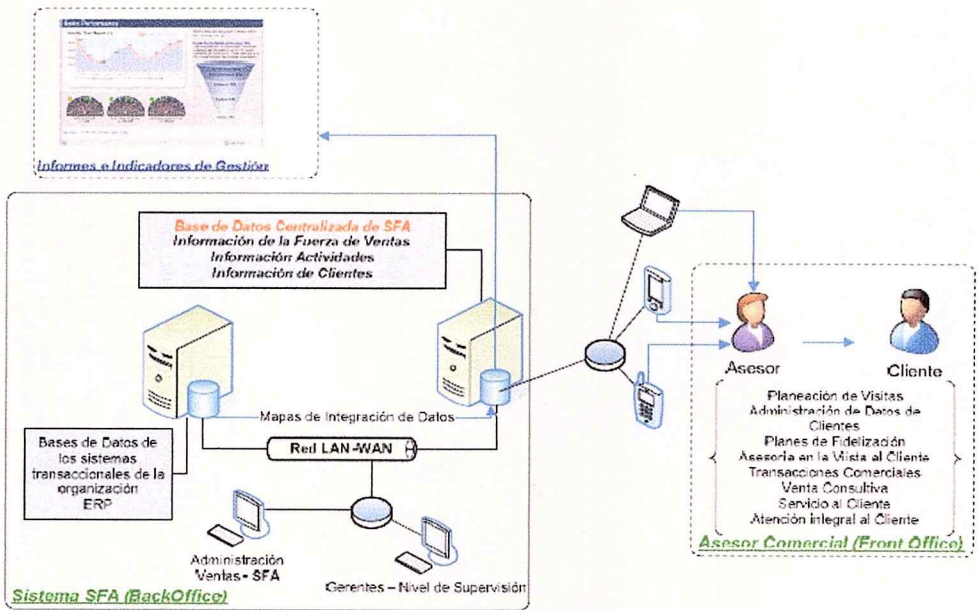 Sales Performance
Informes e Indicadores de Gestión
Base de Datos Centralizada de SFA
Información de la Fuerza de Ventas
Información Actividades
Información de Clientes
Mapas de Integración de Datos
Bases de Datos de
los sistemas
transaccionales de la
organización
ERP
Red LAN-WAN
Administración
Ventas - SFA
Gerentes – Nivel de Supervisión
Sistema SFA (BackOffice)
Asesor
Cliente
Planeación de Visitas
Administración de Datos de
Clientes
Planes de Fidelización
Asesoria en la Visita al Cliente
Transacciones Comerciales
Venta Consultiva
Servicio al Cliente
Atención integral al Cliente
Asesor Comercial (Front Office)